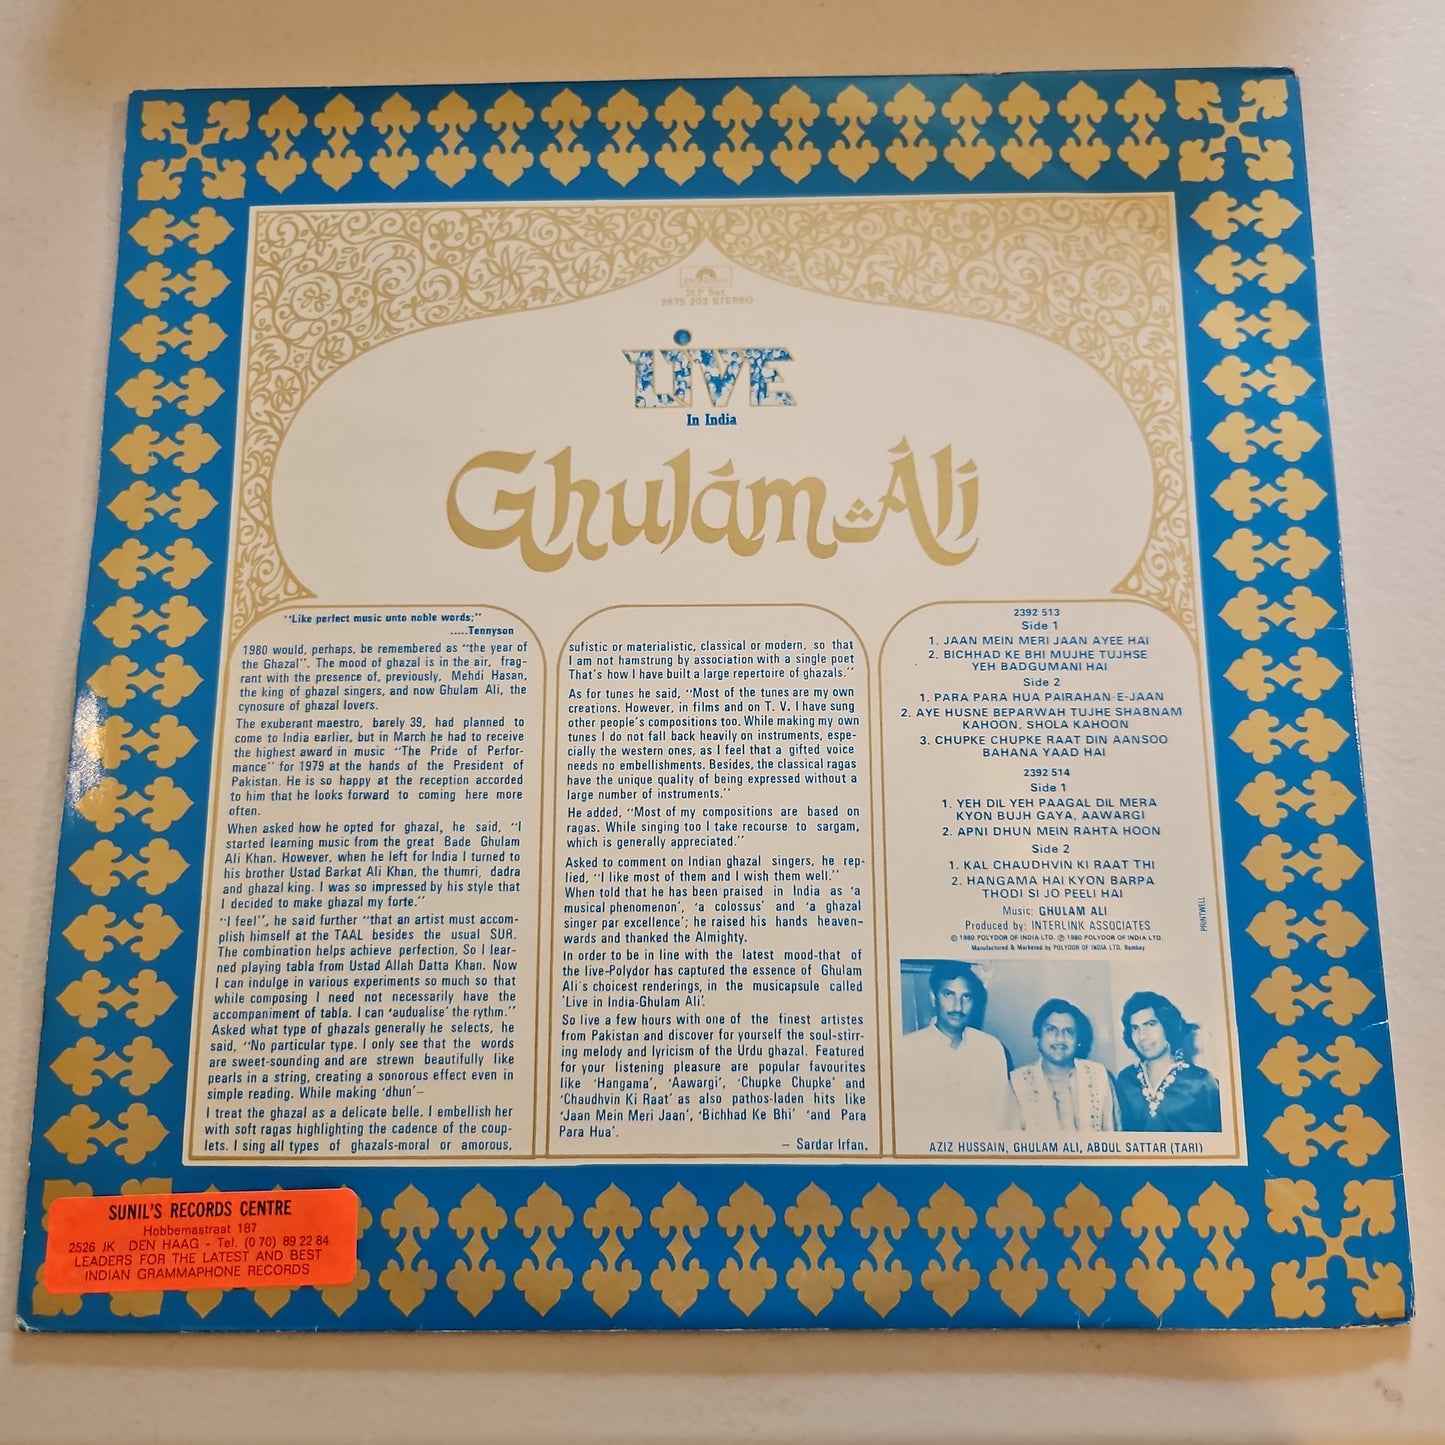 Polydor
2LP Set
2675 203 STEREO
LIVE
In India
Ghulám Áli
"Like perfect music unto noble words;"
.....Tennyson
1980 would, perhaps, be remembered as "the year of
the Ghazal". The mood of ghazal is in the air, frag-
rant with the presence of, previously, Mehdi Hasan,
the king of ghazal singers, and now Ghulam Ali, the
cynosure of ghazal lovers.
The exuberant maestro, barely 39, had planned to
come to India earlier, but in March he had to receive
the highest award in music "The Pride of Perfor-
mance" for 1979 at the hands of the President of
Pakistan. He is so happy at the reception accorded
to him that he looks forward to coming here more
often.
When asked how he opted for ghazal, he said, "I
started learning music from the great Bade Ghulam
Ali Khan. However, when he left for India I turned to
his brother Ustad Barkat Ali Khan, the thumri, dadra
and ghazal king. I was so impressed by his style that
I decided to make ghazal my forte."
"I feel", he said further "that an artist must accom-
plish himself at the TAAL besides the usual SUR.
The combination helps achieve perfection. So I lear-
ned playing tabla from Ustad Allah Datta Khan. Now
I can indulge in various experiments so much so that
while composing I need not necessarily have the
accompaniment of tabla. I can 'audualise' the rythm."
Asked what type of ghazals generally he selects, he
said, "No particular type. I only see that the words
are sweet-sounding and are strewn beautifully like
pearls in a string, creating a sonorous effect even in
simple reading. While making 'dhun'–
I treat the ghazal as a delicate belle. I embellish her
with soft ragas highlighting the cadence of the coup-
lets. I sing all types of ghazals-moral or amorous,
sufistic or materialistic, classical or modern, so that
I am not hamstrung by association with a single poet
That's how I have built a large repertoire of ghazals."
As for tunes he said, "Most of the tunes are my own
creations. However, in films and on T. V. I have sung
other people's compositions too. While making my own
tunes I do not fall back heavily on instruments, espe-
cially the western ones, as I feel that a gifted voice
needs no embellishments. Besides, the classical ragas
have the unique quality of being expressed without a
large number of instruments."
He added, "Most of my compositions are based on
ragas. While singing too I take recourse to sargam,
which is generally appreciated."
Asked to comment on Indian ghazal singers, he rep-
lied, "I like most of them and I wish them well."
When told that he has been praised in India as 'a
musical phenomenon', 'a colossus' and 'a ghazal
singer par excellence'; he raised his hands heaven-
wards and thanked the Almighty.
In order to be in line with the latest mood-that of
the live-Polydor has captured the essence of Ghulam
Ali's choicest renderings, in the musicapsule called
'Live in India-Ghulam Ali'.
So live a few hours with one of the finest artistes
from Pakistan and discover for yourself the soul-stirr-
ing melody and lyricism of the Urdu ghazal. Featured
for your listening pleasure are popular favourites
like 'Hangama', 'Aawargi', 'Chupke Chupke' and
'Chaudhvin Ki Raat' as also pathos-laden hits like
'Jaan Mein Meri Jaan', 'Bichhad Ke Bhi' 'and Para
Para Hua'.
– Sardar Irfan.
2392 513
Side 1
1. JAAN MEIN MERI JAAN AYEE HAI
2. BICHHAD KE BHI MUJHE TUJHSE
YEH BADGUMANI HAI
Side 2
1. PARA PARA HUA PAIRAHAN-E-JAAN
2. AYE HUSNE BEPARWAH TUJHE SHABNAM
KAHOON, SHOLA KAHOON
3. CHUPKE CHUPKE RAAT DIN AANSOO
BAHANA YAAD HAI
2392 514
Side 1
1. YEH DIL YEH PAAGAL DIL MERA
KYON BUJH GAYA, AAWARGI
2. APNI DHUN MEIN RAHTA HOON
Side 2
1. KAL CHAUDHVIN KI RAAT THI
2. HANGAMA HAI KYON BARPA
THODI SI JO PEELI HAI
Music: GHULAM ALI
Produced by: INTERLINK ASSOCIATES
© 1980 POLYDOR OF INDIA LTD. ℗ 1980 POLYDOR OF INDIA LTD.
Manufactured & Marketed by POLYDOR OF INDIA LTD. Bombay
PRINTWELL
AZIZ HUSSAIN, GHULAM ALI, ABDUL SATTAR (TARI)
SUNIL'S RECORDS CENTRE
Hobbemastraat 187
2526 JK DEN HAAG - Tel. (0 70) 89 22 84
LEADERS FOR THE LATEST AND BEST
INDIAN GRAMMAPHONE RECORDS